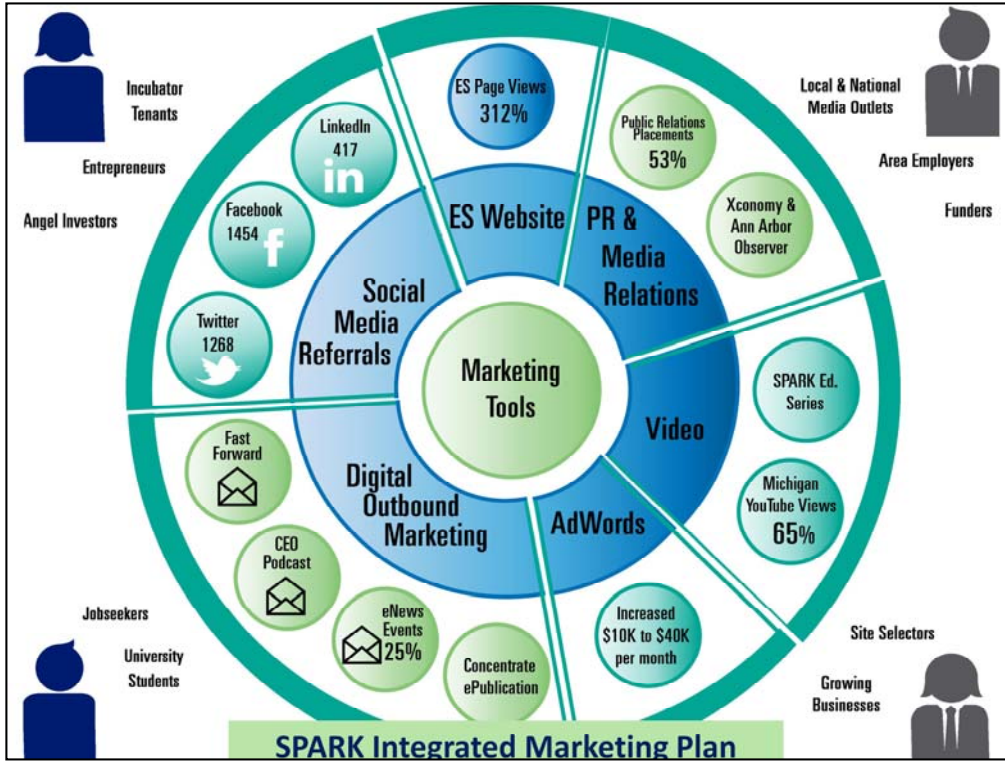 Incubator
Tenants
Entrepreneurs
Angel Investors
Local & National
Media Outlets
Area Employers
Funders
ES Page Views
312%
LinkedIn
417
in
Facebook
1454
f
Twitter
1268
Public Relations
Placements
53%
Xconomy &
Ann Arbor
Observer
ES Website
PR &
Media
Relations
Social
Media
Referrals
Marketing
Tools
Video
SPARK Ed.
Series
Michigan
YouTube Views
65%
Digital
Outbound
Marketing
AdWords
Fast
Forward
CEO
Podcast
eNews
Events
25%
Concentrate
ePublication
Increased
$10K to $40K
per month
Jobseekers
University
Students
Site Selectors
Growing
Businesses
SPARK Integrated Marketing Plan